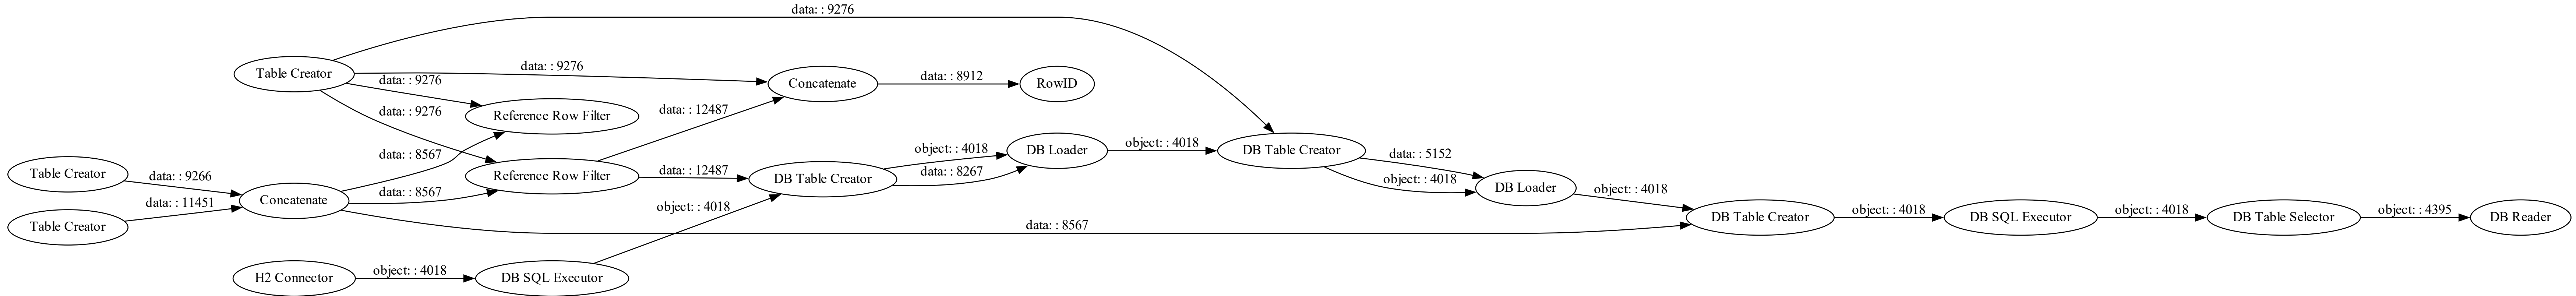 data: : 9276
Table Creator
data: : 9276
data: : 9276
data: : 9276
Concatenate
data: : 8912
RowID
Reference Row Filter
data: : 12487
data: : 8567
Table Creator
data: : 9266
Table Creator
data: : 11451
Concatenate
data: : 8567
Reference Row Filter
data: : 12487
DB Table Creator
object: : 4018
data: : 8267
DB Loader
object: : 4018
DB Table Creator
data: : 5152
object: : 4018
DB Loader
object: : 4018
object: : 4018
data: : 8567
DB Table Creator
object: : 4018
DB SQL Executor
object: : 4018
DB Table Selector
object: : 4395
DB Reader
H2 Connector
object: : 4018
DB SQL Executor